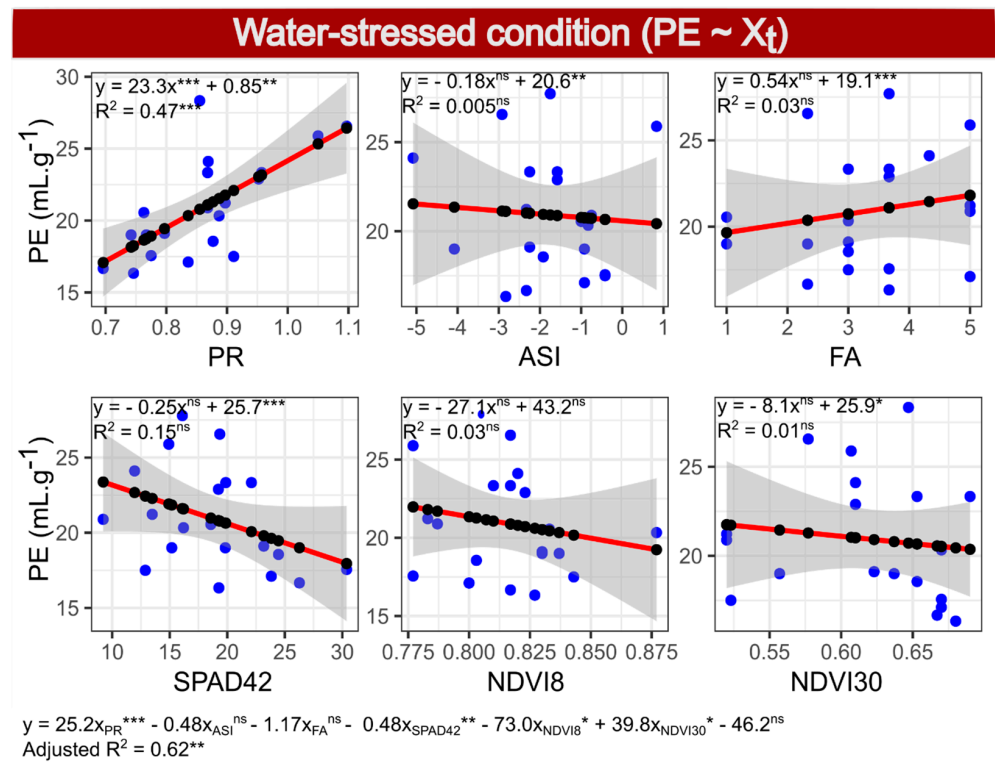 Water-stressed condition (PE ~ Xt)
y = 23.3x*** + 0.85**
R² = 0.47***
30
25
20
15
PE (mL.g⁻¹)
0.7 0.8 0.9 1.0 1.1
PR
y = - 0.18xⁿˢ + 20.6**
R² = 0.005ⁿˢ
25
20
-5 -4 -3 -2 -1 0 1
ASI
y = 0.54xⁿˢ + 19.1***
R² = 0.03ⁿˢ
25
20
1 2 3 4 5
FA
y = - 0.25xⁿˢ + 25.7***
R² = 0.15ⁿˢ
25
20
15
PE (mL.g⁻¹)
10 15 20 25 30
SPAD42
y = - 27.1xⁿˢ + 43.2ⁿˢ
R² = 0.03ⁿˢ
25
20
15
0.775 0.800 0.825 0.850 0.875
NDVI8
y = - 8.1xⁿˢ + 25.9*
R² = 0.01ⁿˢ
25
20
0.55 0.60 0.65
NDVI30
y = 25.2xPR*** - 0.48xASIⁿˢ - 1.17xFAⁿˢ - 0.48xSPAD42** - 73.0xNDVI8* + 39.8xNDVI30* - 46.2ⁿˢ
Adjusted R² = 0.62**